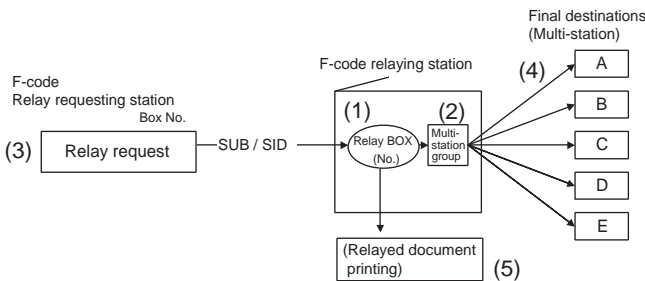 Final destinations
(Multi-station)
F-code relaying station
(4)
A
F-code
Relay requesting station
Box No.
(1)
(2)
B
(3)
Relay request
SUB / SID
Relay BOX
(No.)
Multi-
station
group
C
D
E
(Relayed document
printing)
(5)